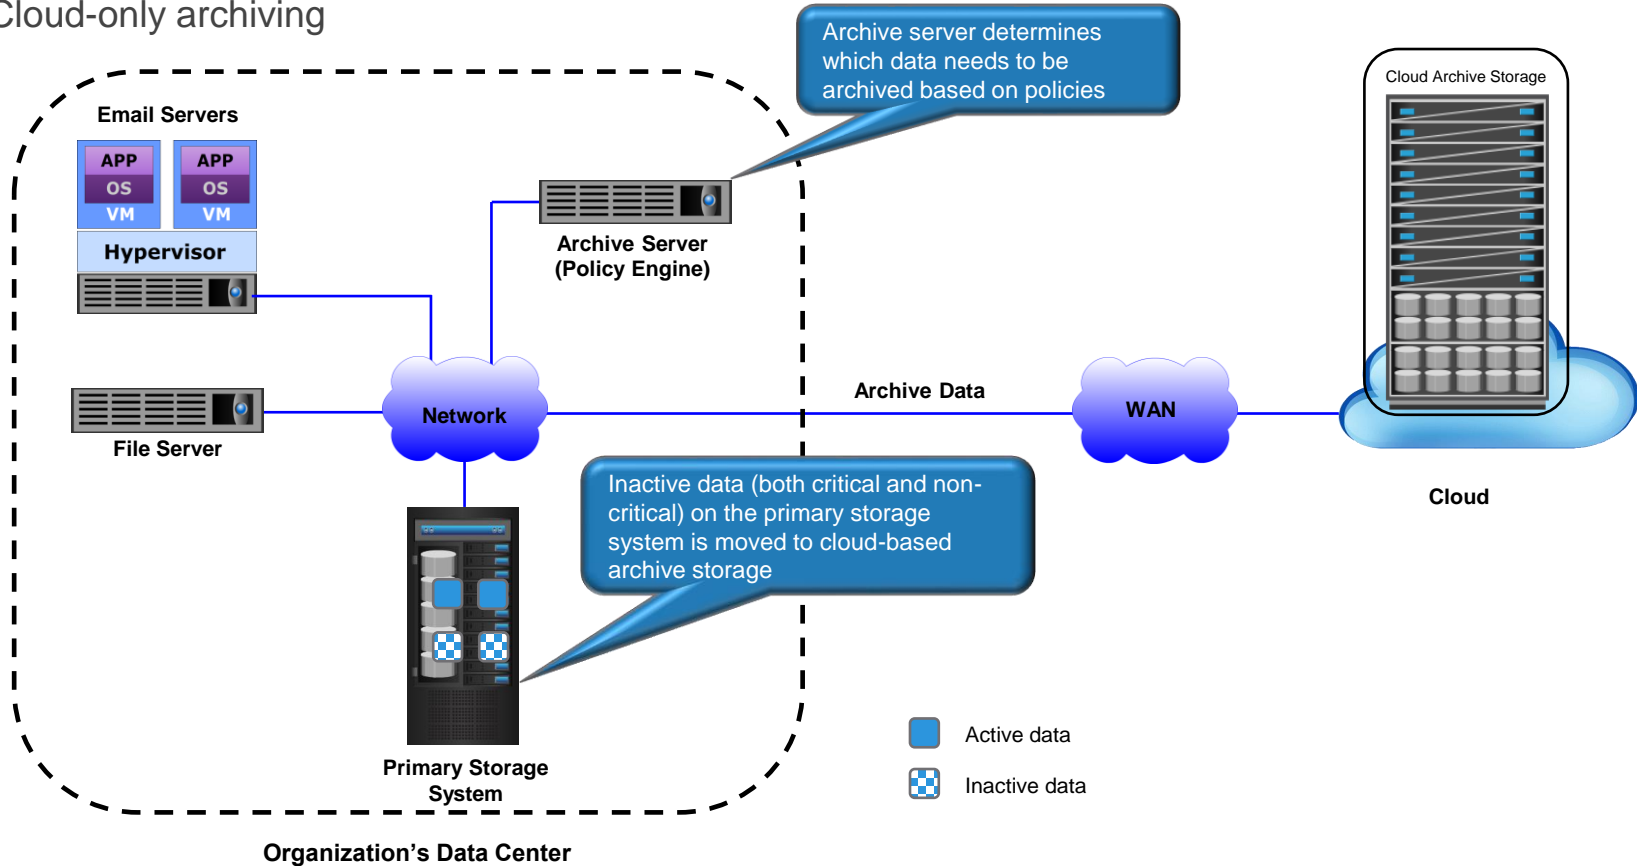 Cloud-only archiving
Archive server determines
which data needs to be
archived based on policies
Cloud Archive Storage
Email Servers
APP
OS
VM
APP
OS
VM
Hypervisor
Archive Server
(Policy Engine)
File Server
Network
Archive Data
WAN
Cloud
Inactive data (both critical and non-
critical) on the primary storage
system is moved to cloud-based
archive storage
Primary Storage
System
Active data
Inactive data
Organization’s Data Center